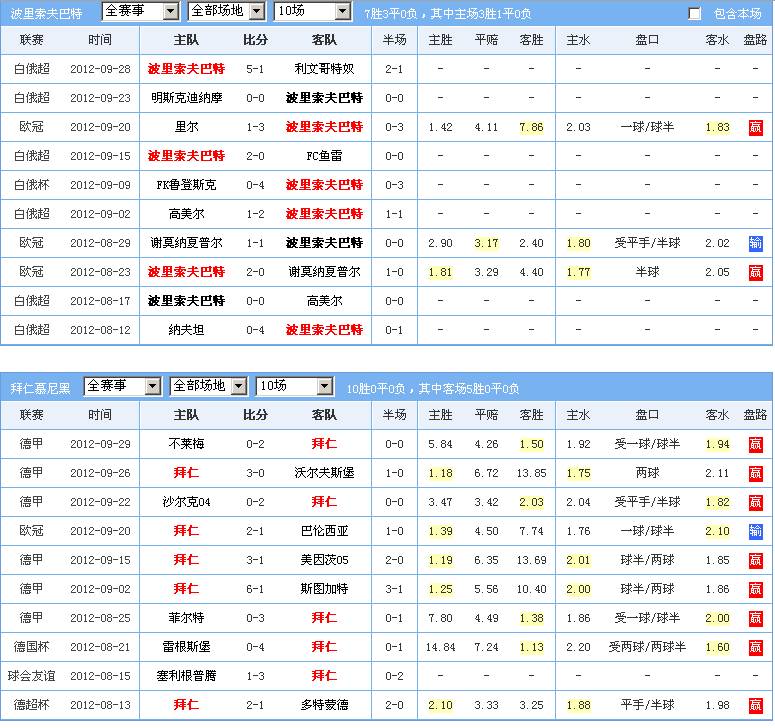 波里索夫巴特 全赛事 全部场地 10场 7胜3平0负，其中主场3胜1平0负 包含本场
联赛 时间 主队 比分 客队 半场 主胜 平赔 客胜 主水 盘口 客水 盘路
白俄超 2012-09-28 波里索夫巴特 5-1 利文哥特奴 2-1 - - - - - - -
白俄超 2012-09-23 明斯克迪纳摩 0-0 波里索夫巴特 0-0 - - - - - - -
欧冠 2012-09-20 里尔 1-3 波里索夫巴特 0-3 1.42 4.11 7.86 2.03 一球/球半 1.83 赢
白俄超 2012-09-15 波里索夫巴特 2-0 FC鱼雷 0-0 - - - - - - -
白俄杯 2012-09-09 FK鲁登斯克 0-4 波里索夫巴特 0-3 - - - - - - -
白俄超 2012-09-02 高美尔 1-2 波里索夫巴特 1-1 - - - - - - -
欧冠 2012-08-29 谢莫纳夏普尔 1-1 波里索夫巴特 0-0 2.90 3.17 2.40 1.80 受平手/半球 2.02 输
欧冠 2012-08-23 波里索夫巴特 2-0 谢莫纳夏普尔 1-0 1.81 3.29 4.40 1.77 半球 2.05 赢
白俄超 2012-08-17 波里索夫巴特 0-0 高美尔 0-0 - - - - - - -
白俄超 2012-08-12 纳夫坦 0-4 波里索夫巴特 0-1 - - - - - - -
拜仁慕尼黑 全赛事 全部场地 10场 10胜0平0负，其中客场5胜0平0负
联赛 时间 主队 比分 客队 半场 主胜 平赔 客胜 主水 盘口 客水 盘路
德甲 2012-09-29 不莱梅 0-2 拜仁 0-0 5.84 4.26 1.50 1.92 受一球/球半 1.94 赢
德甲 2012-09-26 拜仁 3-0 沃尔夫斯堡 1-0 1.18 6.72 13.85 1.75 两球 2.11 赢
德甲 2012-09-22 沙尔克04 0-2 拜仁 0-0 3.47 3.42 2.03 2.04 受平手/半球 1.82 赢
欧冠 2012-09-20 拜仁 2-1 巴伦西亚 1-0 1.39 4.50 7.74 1.76 一球/球半 2.10 输
德甲 2012-09-15 拜仁 3-1 美因茨05 2-0 1.19 6.35 13.69 2.01 球半/两球 1.85 赢
德甲 2012-09-02 拜仁 6-1 斯图加特 3-1 1.25 5.56 10.40 2.00 球半/两球 1.86 赢
德甲 2012-08-25 菲尔特 0-3 拜仁 0-1 7.80 4.49 1.38 1.86 受一球/球半 2.00 赢
德国杯 2012-08-21 雷根斯堡 0-4 拜仁 0-1 14.84 7.24 1.13 2.20 受两球/两球半 1.60 赢
球会友谊 2012-08-15 塞利根普腾 1-3 拜仁 0-2
德超杯 2012-08-13 拜仁 2-1 多特蒙德 2-0 2.10 3.33 3.25 1.88 平手/半球 1.98 赢